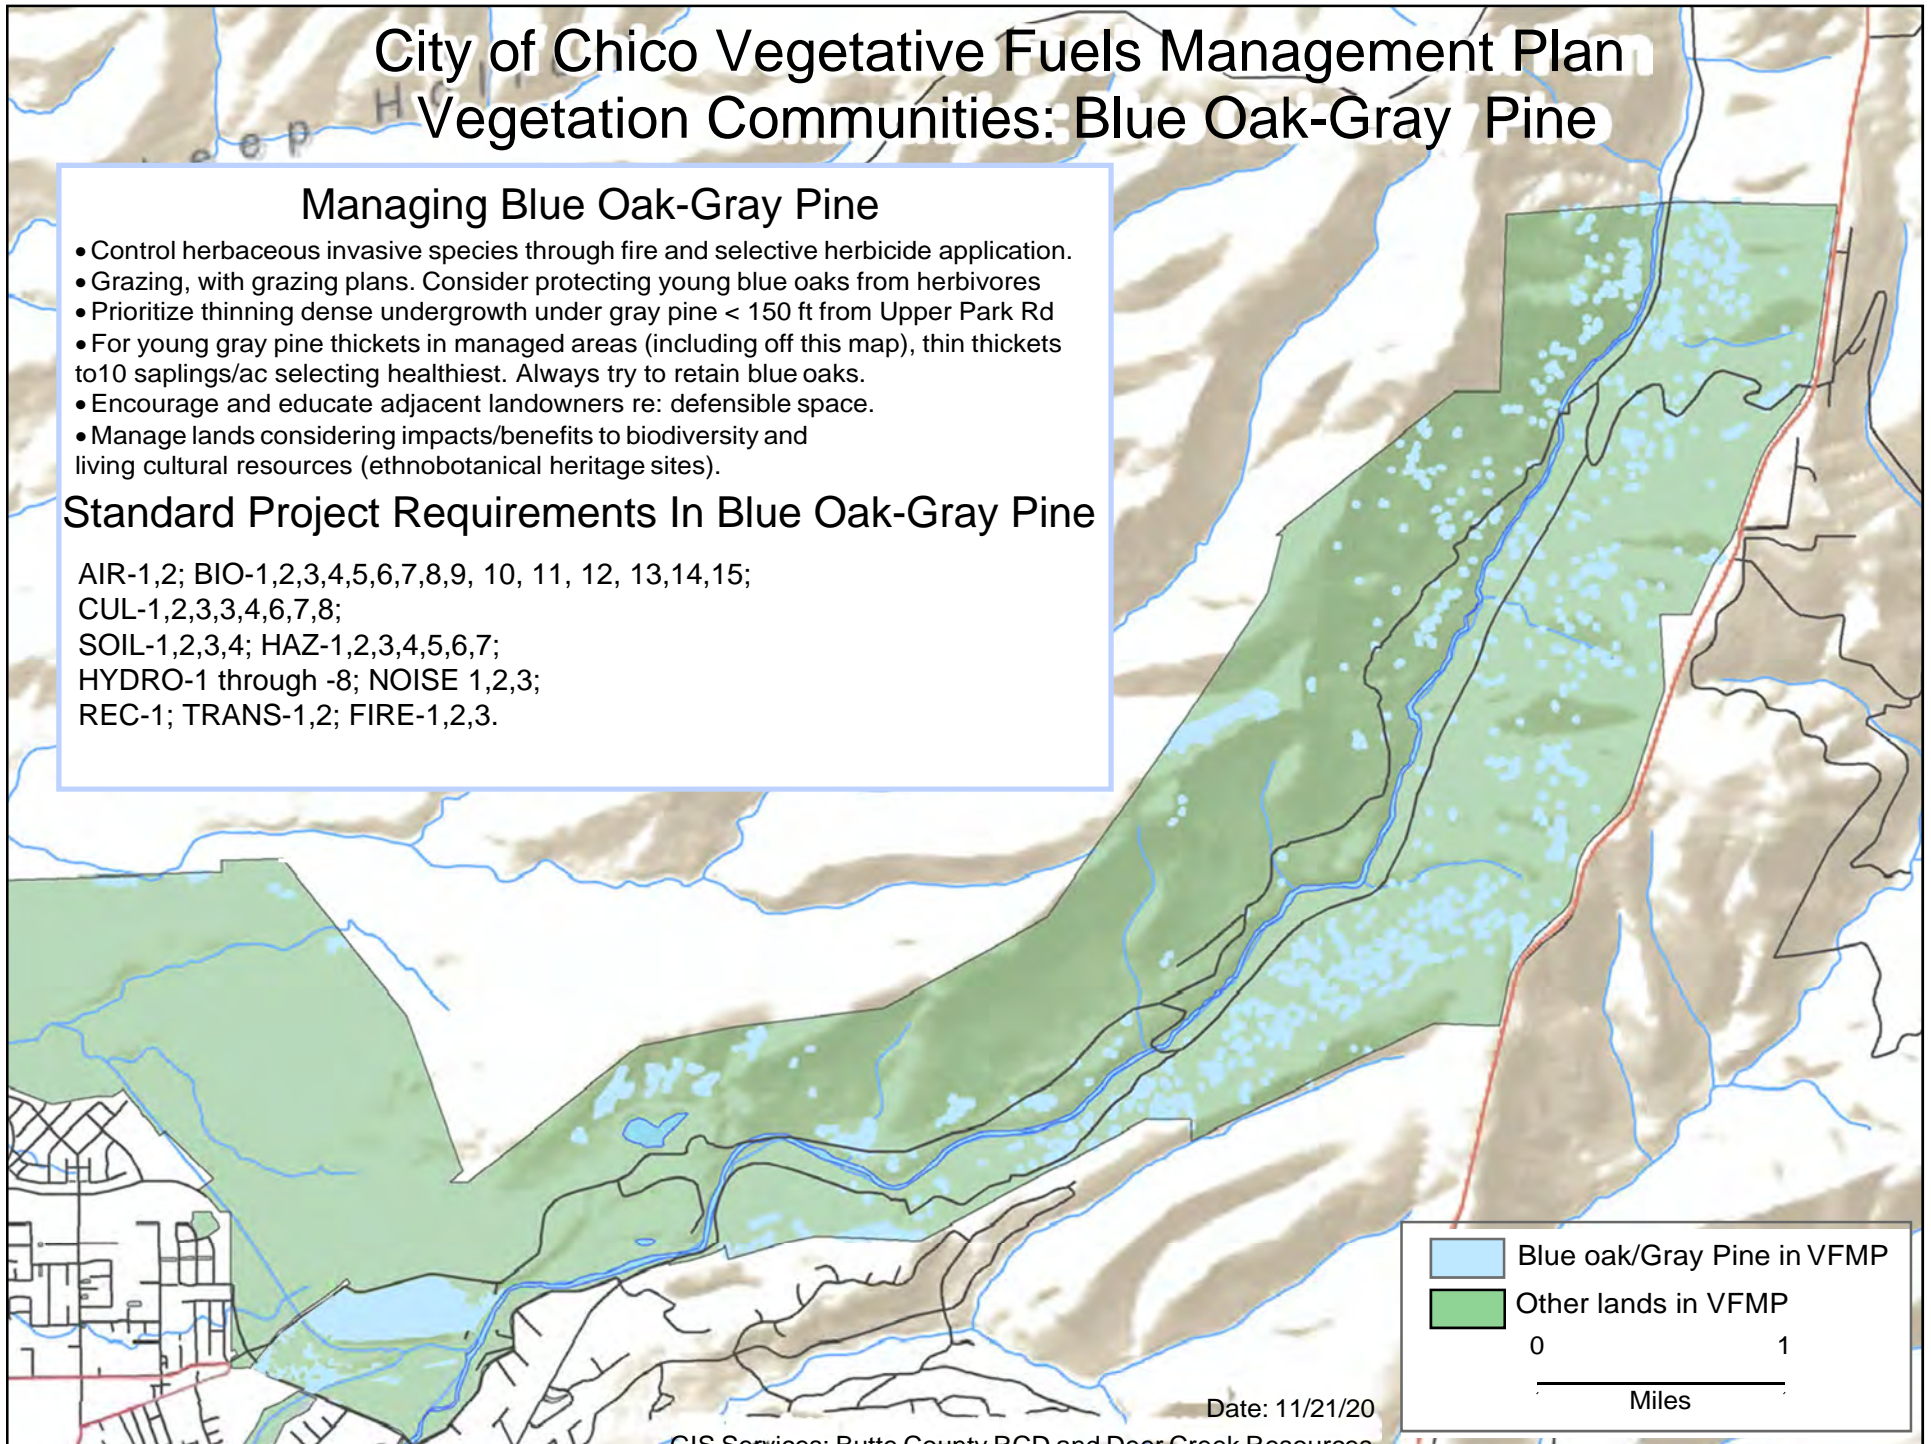 City of Chico Vegetative Fuels Management Plan
Vegetation Communities: Blue Oak-Gray Pine
Managing Blue Oak-Gray Pine
• Control herbaceous invasive species through fire and selective herbicide application.
• Grazing, with grazing plans. Consider protecting young blue oaks from herbivores
• Prioritize thinning dense undergrowth under gray pine < 150 ft from Upper Park Rd
• For young gray pine thickets in managed areas (including off this map), thin thickets
to10 saplings/ac selecting healthiest. Always try to retain blue oaks.
• Encourage and educate adjacent landowners re: defensible space.
• Manage lands considering impacts/benefits to biodiversity and
living cultural resources (ethnobotanical heritage sites).
Standard Project Requirements In Blue Oak-Gray Pine
AIR-1,2; BIO-1,2,3,4,5,6,7,8,9, 10, 11, 12, 13,14,15;
CUL-1,2,3,3,4,6,7,8;
SOIL-1,2,3,4; HAZ-1,2,3,4,5,6,7;
HYDRO-1 through -8; NOISE 1,2,3;
REC-1; TRANS-1,2; FIRE-1,2,3.
Blue oak/Gray Pine in VFMP
Other lands in VFMP
0 1
Miles
Date: 11/21/20
GIS Services: Butte County RCD and Deer Creek Resources